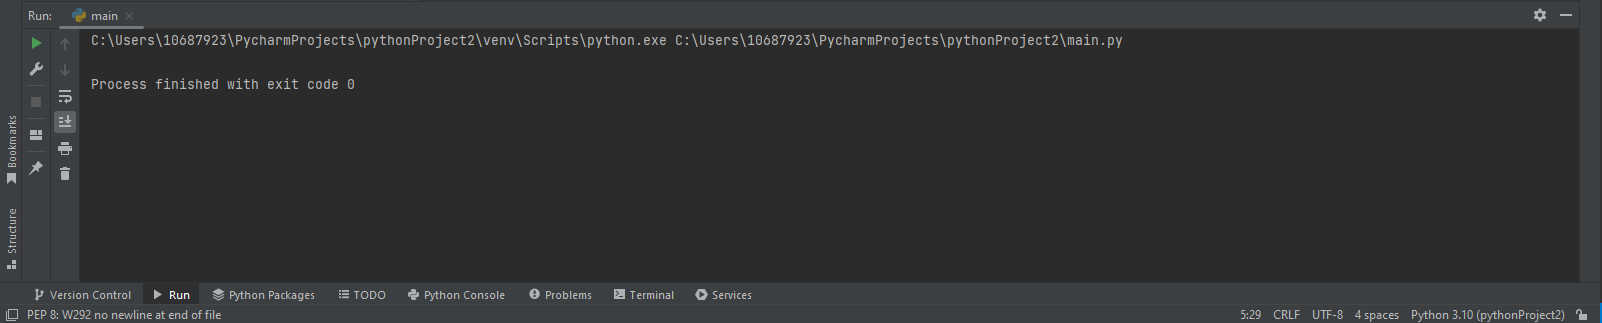 Run: main
C:\Users\10687923\PycharmProjects\pythonProject2\venv\Scripts\python.exe C:\Users\10687923\PycharmProjects\pythonProject2\main.py
Process finished with exit code 0
Bookmarks
Structure
Version Control Run Python Packages TODO Python Console Problems Terminal Services
PEP 8: W292 no newline at end of file 5:29 CRLF UTF-8 4 spaces Python 3.10 (pythonProject2)